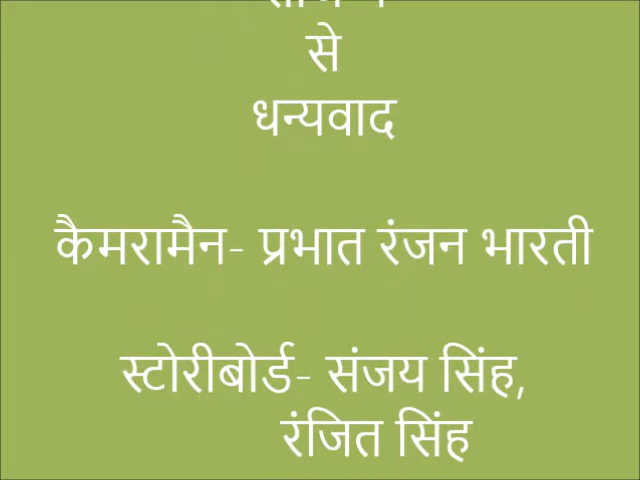 से
धन्यवाद
कैमरामैन- प्रभात रंजन भारती
स्टोरीबोर्ड- संजय सिंह,
रंजित सिंह